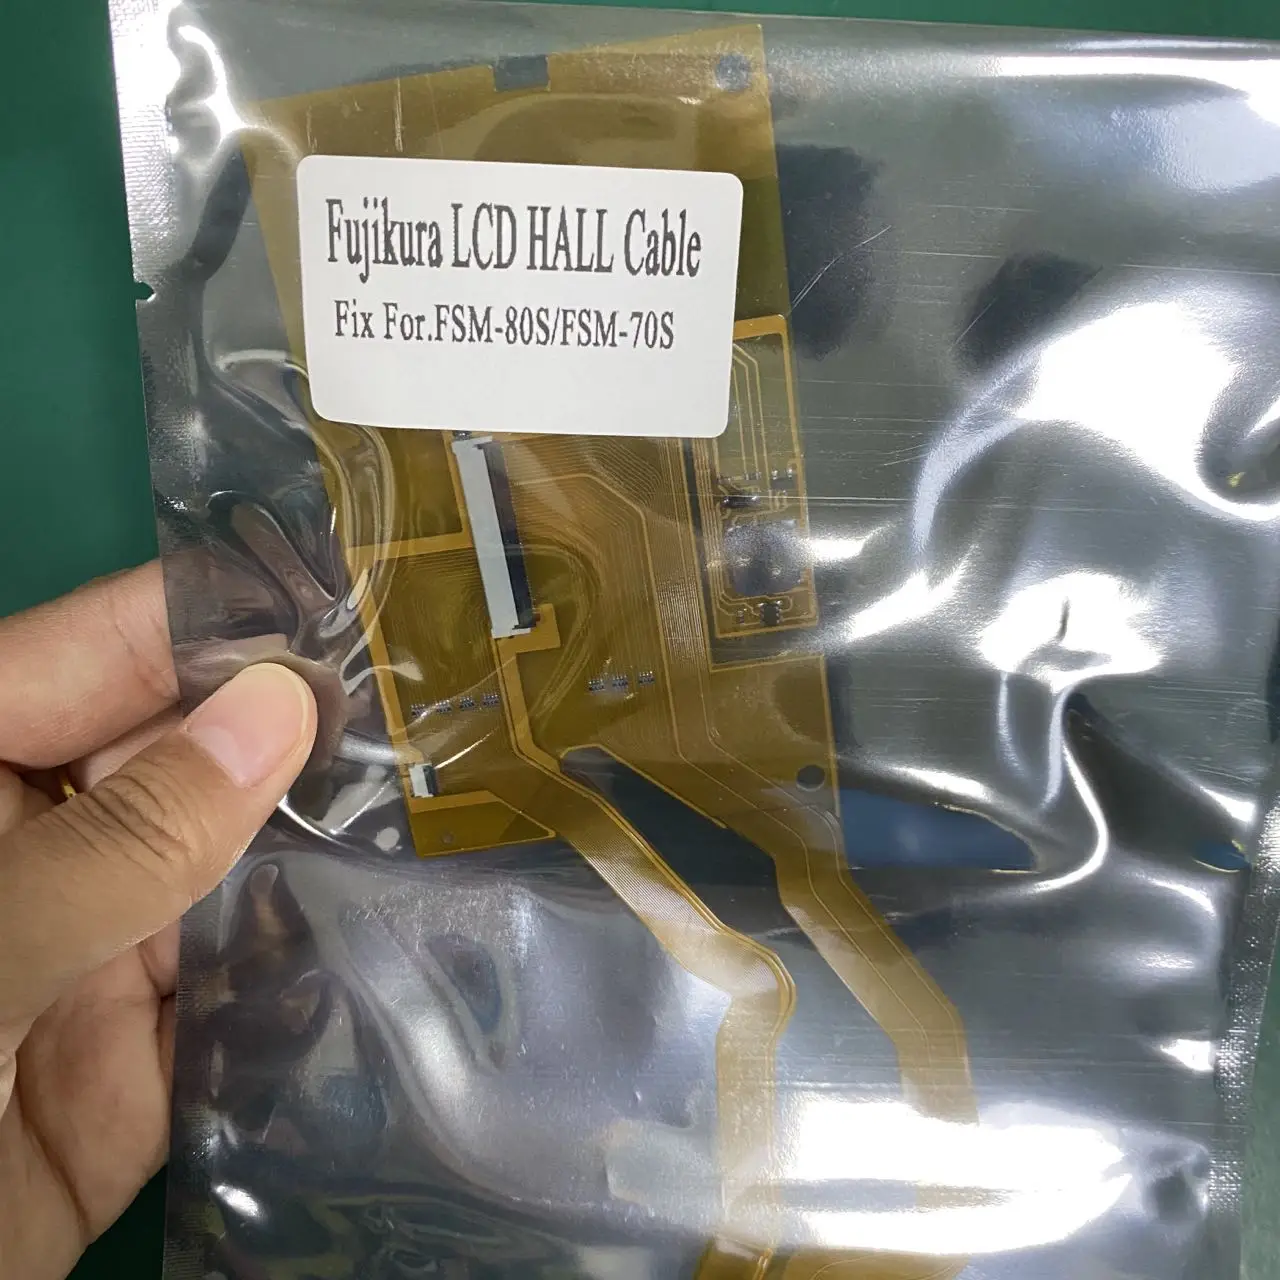 Fujikura LCD HALL Cable
Fix For.FSM-80S/FSM-70S